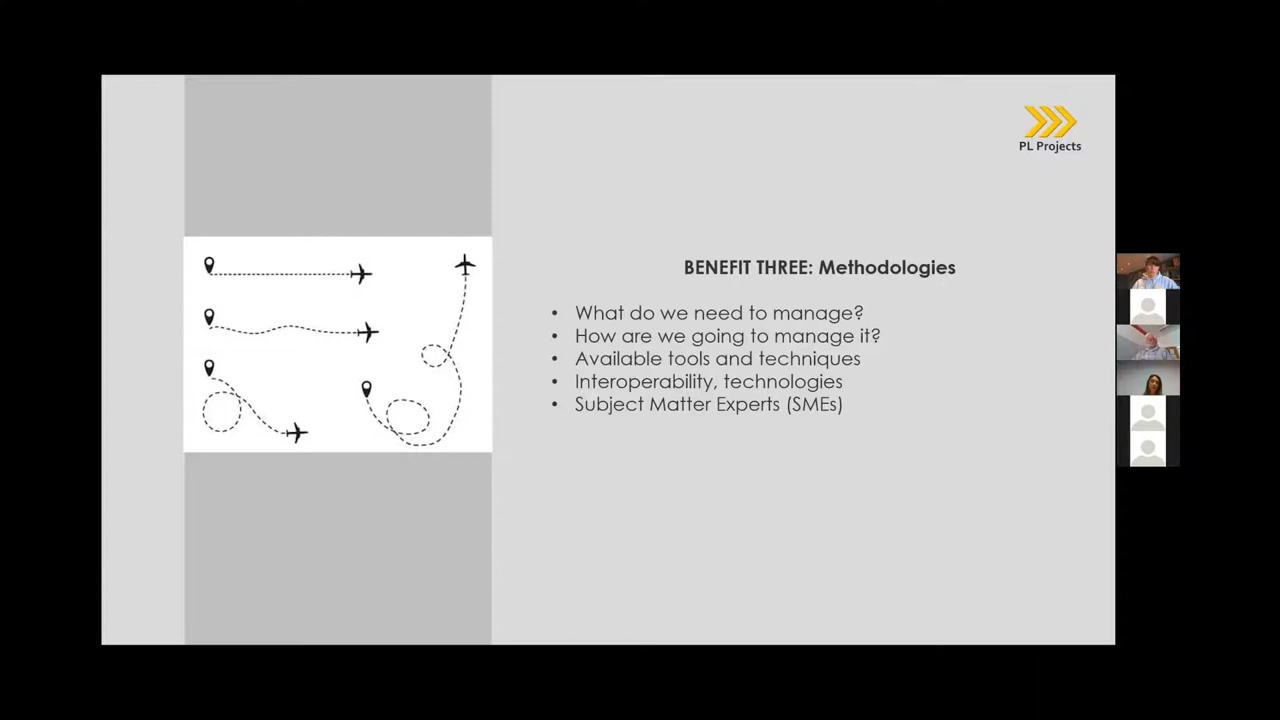 PL Projects
BENEFIT THREE: Methodologies
• What do we need to manage?
• How are we going to manage it?
• Available tools and techniques
• Interoperability, technologies
• Subject Matter Experts (SMEs)